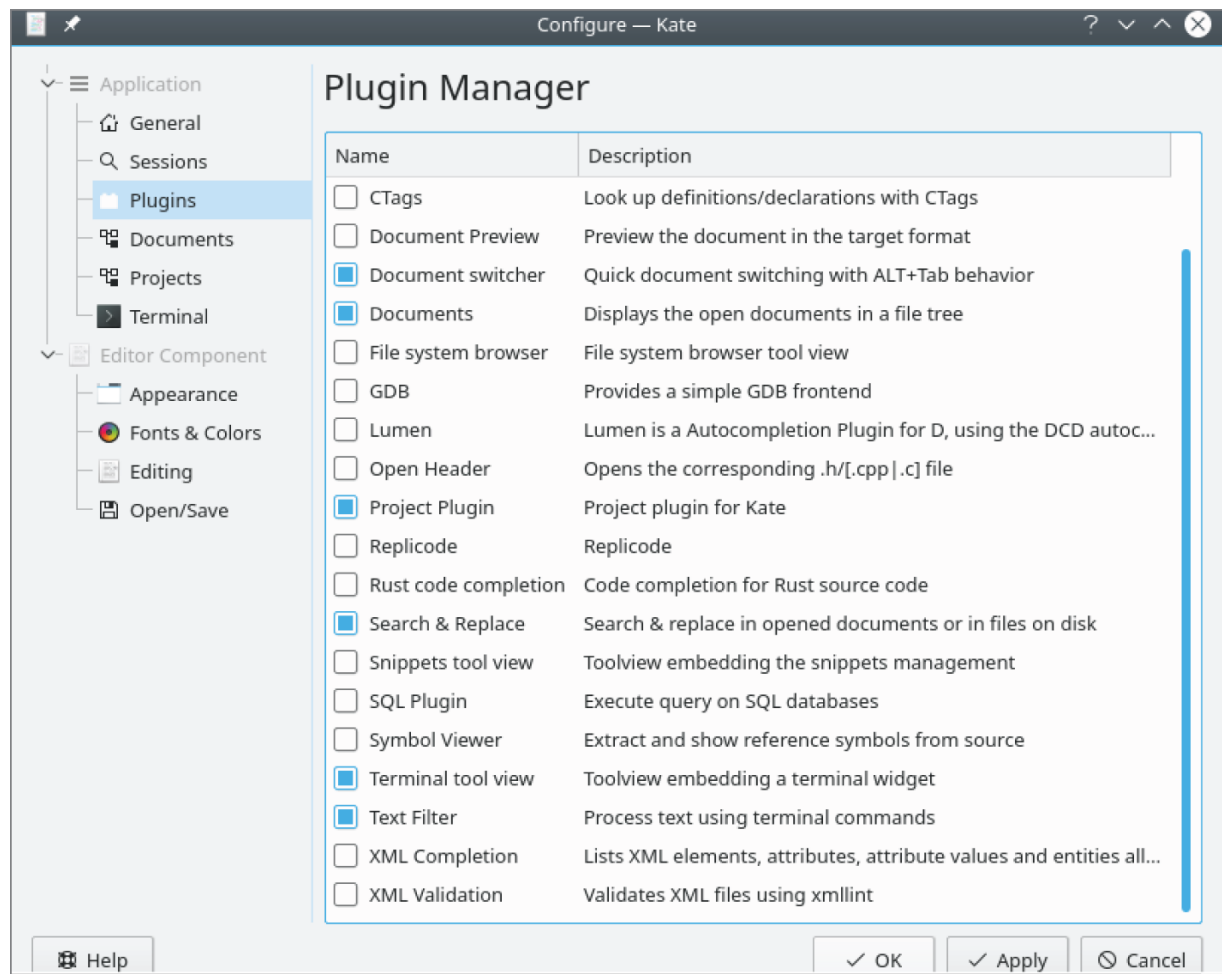 Configure — Kate
Application
General
Sessions
Plugins
Documents
Projects
Terminal
Editor Component
Appearance
Fonts & Colors
Editing
Open/Save
Plugin Manager
Name Description
CTags Look up definitions/declarations with CTags
Document Preview Preview the document in the target format
Document switcher Quick document switching with ALT+Tab behavior
Documents Displays the open documents in a file tree
File system browser File system browser tool view
GDB Provides a simple GDB frontend
Lumen Lumen is a Autocompletion Plugin for D, using the DCD autoc...
Open Header Opens the corresponding .h/[.cpp|.c] file
Project Plugin Project plugin for Kate
Replicode Replicode
Rust code completion Code completion for Rust source code
Search & Replace Search & replace in opened documents or in files on disk
Snippets tool view Toolview embedding the snippets management
SQL Plugin Execute query on SQL databases
Symbol Viewer Extract and show reference symbols from source
Terminal tool view Toolview embedding a terminal widget
Text Filter Process text using terminal commands
XML Completion Lists XML elements, attributes, attribute values and entities all...
XML Validation Validates XML files using xmllint
Help OK Apply Cancel